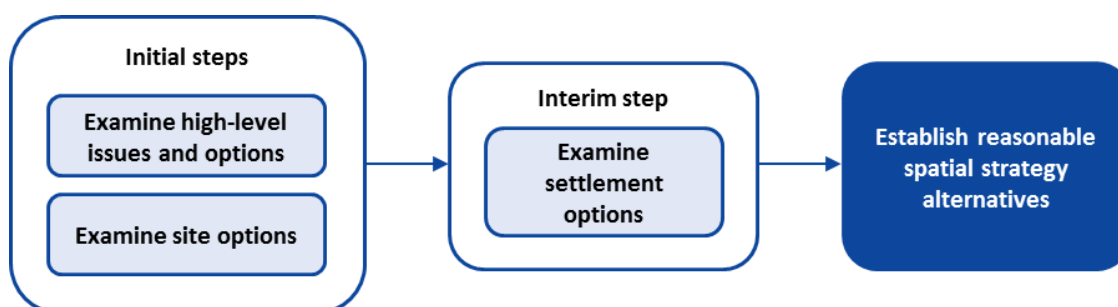 Initial steps
Examine high-level
issues and options
Examine site options
Interim step
Examine
settlement
options
Establish reasonable
spatial strategy
alternatives